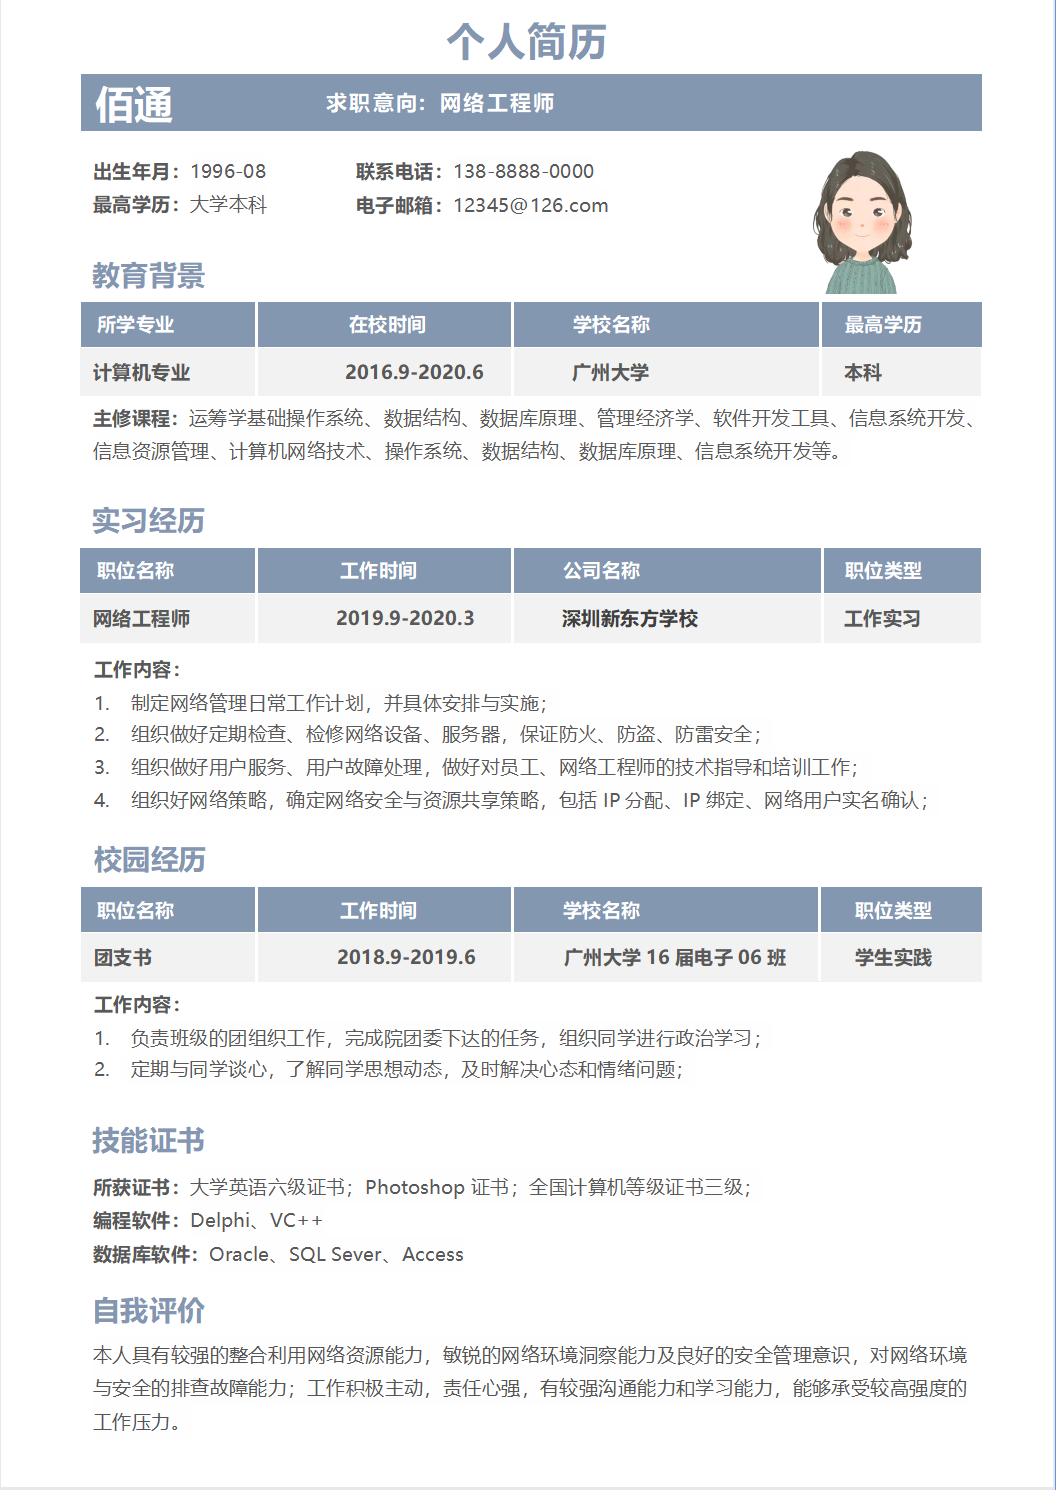 个人简历
佰通 求职意向：网络工程师
出生年月：1996-08 联系电话：138-8888-0000
最高学历：大学本科 电子邮箱：12345@126.com
教育背景
所学专业 在校时间 学校名称 最高学历
计算机专业 2016.9-2020.6 广州大学 本科
主修课程：运筹学基础操作系统、数据结构、数据库原理、管理经济学、软件开发工具、信息系统开发、
信息资源管理、计算机网络技术、操作系统、数据结构、数据库原理、信息系统开发等。
实习经历
职位名称 工作时间 公司名称 职位类型
网络工程师 2019.9-2020.3 深圳新东方学校 工作实习
工作内容：
1. 制定网络管理日常工作计划，并具体安排与实施；
2. 组织做好定期检查、检修网络设备、服务器，保证防火、防盗、防雷安全；
3. 组织做好用户服务、用户故障处理，做好对员工、网络工程师的技术指导和培训工作；
4. 组织好网络策略，确定网络安全与资源共享策略，包括 IP 分配、IP 绑定、网络用户实名确认；
校园经历
职位名称 工作时间 学校名称 职位类型
团支书 2018.9-2019.6 广州大学 16 届电子 06 班 学生实践
工作内容：
1. 负责班级的团组织工作，完成院团委下达的任务，组织同学进行政治学习；
2. 定期与同学谈心，了解同学思想动态，及时解决心态和情绪问题；
技能证书
所获证书：大学英语六级证书；Photoshop 证书；全国计算机等级证书三级；
编程软件：Delphi、VC++
数据库软件：Oracle、SQL Sever、Access
自我评价
本人具有较强的整合利用网络资源能力，敏锐的网络环境洞察能力及良好的安全管理意识，对网络环境
与安全的排查故障能力；工作积极主动，责任心强，有较强沟通能力和学习能力，能够承受较高强度的
工作压力。